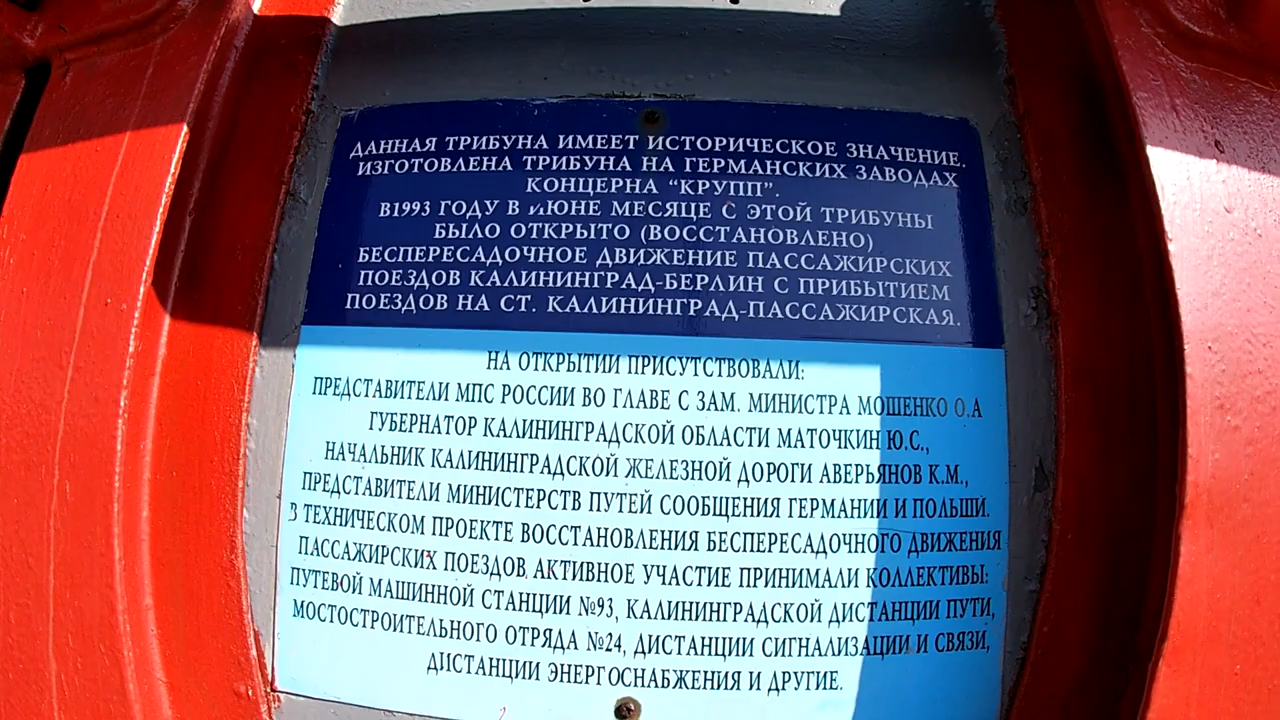 ДАННАЯ ТРИБУНА ИМЕЕТ ИСТОРИЧЕСКОЕ ЗНАЧЕНИЕ.
ИЗГОТОВЛЕНА ТРИБУНА НА ГЕРМАНСКИХ ЗАВОДАХ
КОНЦЕРНА "КРУПП".
В1993 ГОДУ В ИЮНЕ МЕСЯЦЕ С ЭТОЙ ТРИБУНЫ
БЫЛО ОТКРЫТО (ВОССТАНОВЛЕНО)
БЕСПЕРЕСАДОЧНОЕ ДВИЖЕНИЕ ПАССАЖИРСКИХ
ПОЕЗДОВ КАЛИНИНГРАД-БЕРЛИН С ПРИБЫТИЕМ
ПОЕЗДОВ НА СТ. КАЛИНИНГРАД-ПАССАЖИРСКАЯ.
НА ОТКРЫТИИ ПРИСУТСТВОВАЛИ:
ПРЕДСТАВИТЕЛИ МПС РОССИИ ВО ГЛАВЕ С ЗАМ. МИНИСТРА МОШЕНКО О.А
ГУБЕРНАТОР КАЛИНИНГРАДСКОЙ ОБЛАСТИ МАТОЧКИН Ю.С.,
НАЧАЛЬНИК КАЛИНИНГРАДСКОЙ ЖЕЛЕЗНОЙ ДОРОГИ АВЕРЬЯНОВ К.М.,
ПРЕДСТАВИТЕЛИ МИНИСТЕРСТВ ПУТЕЙ СООБЩЕНИЯ ГЕРМАНИИ И ПОЛЬШИ.
В ТЕХНИЧЕСКОМ ПРОЕКТЕ ВОССТАНОВЛЕНИЯ БЕСПЕРЕСАДОЧНОГО ДВИЖЕНИЯ
ПАССАЖИРСКИХ ПОЕЗДОВ АКТИВНОЕ УЧАСТИЕ ПРИНИМАЛИ КОЛЛЕКТИВЫ:
ПУТЕВОЙ МАШИННОЙ СТАНЦИИ №93, КАЛИНИНГРАДСКОЙ ДИСТАНЦИИ ПУТИ,
МОСТОСТРОИТЕЛЬНОГО ОТРЯДА №24, ДИСТАНЦИИ СИГНАЛИЗАЦИИ И СВЯЗИ,
ДИСТАНЦИИ ЭНЕРГОСНАБЖЕНИЯ И ДРУГИЕ.